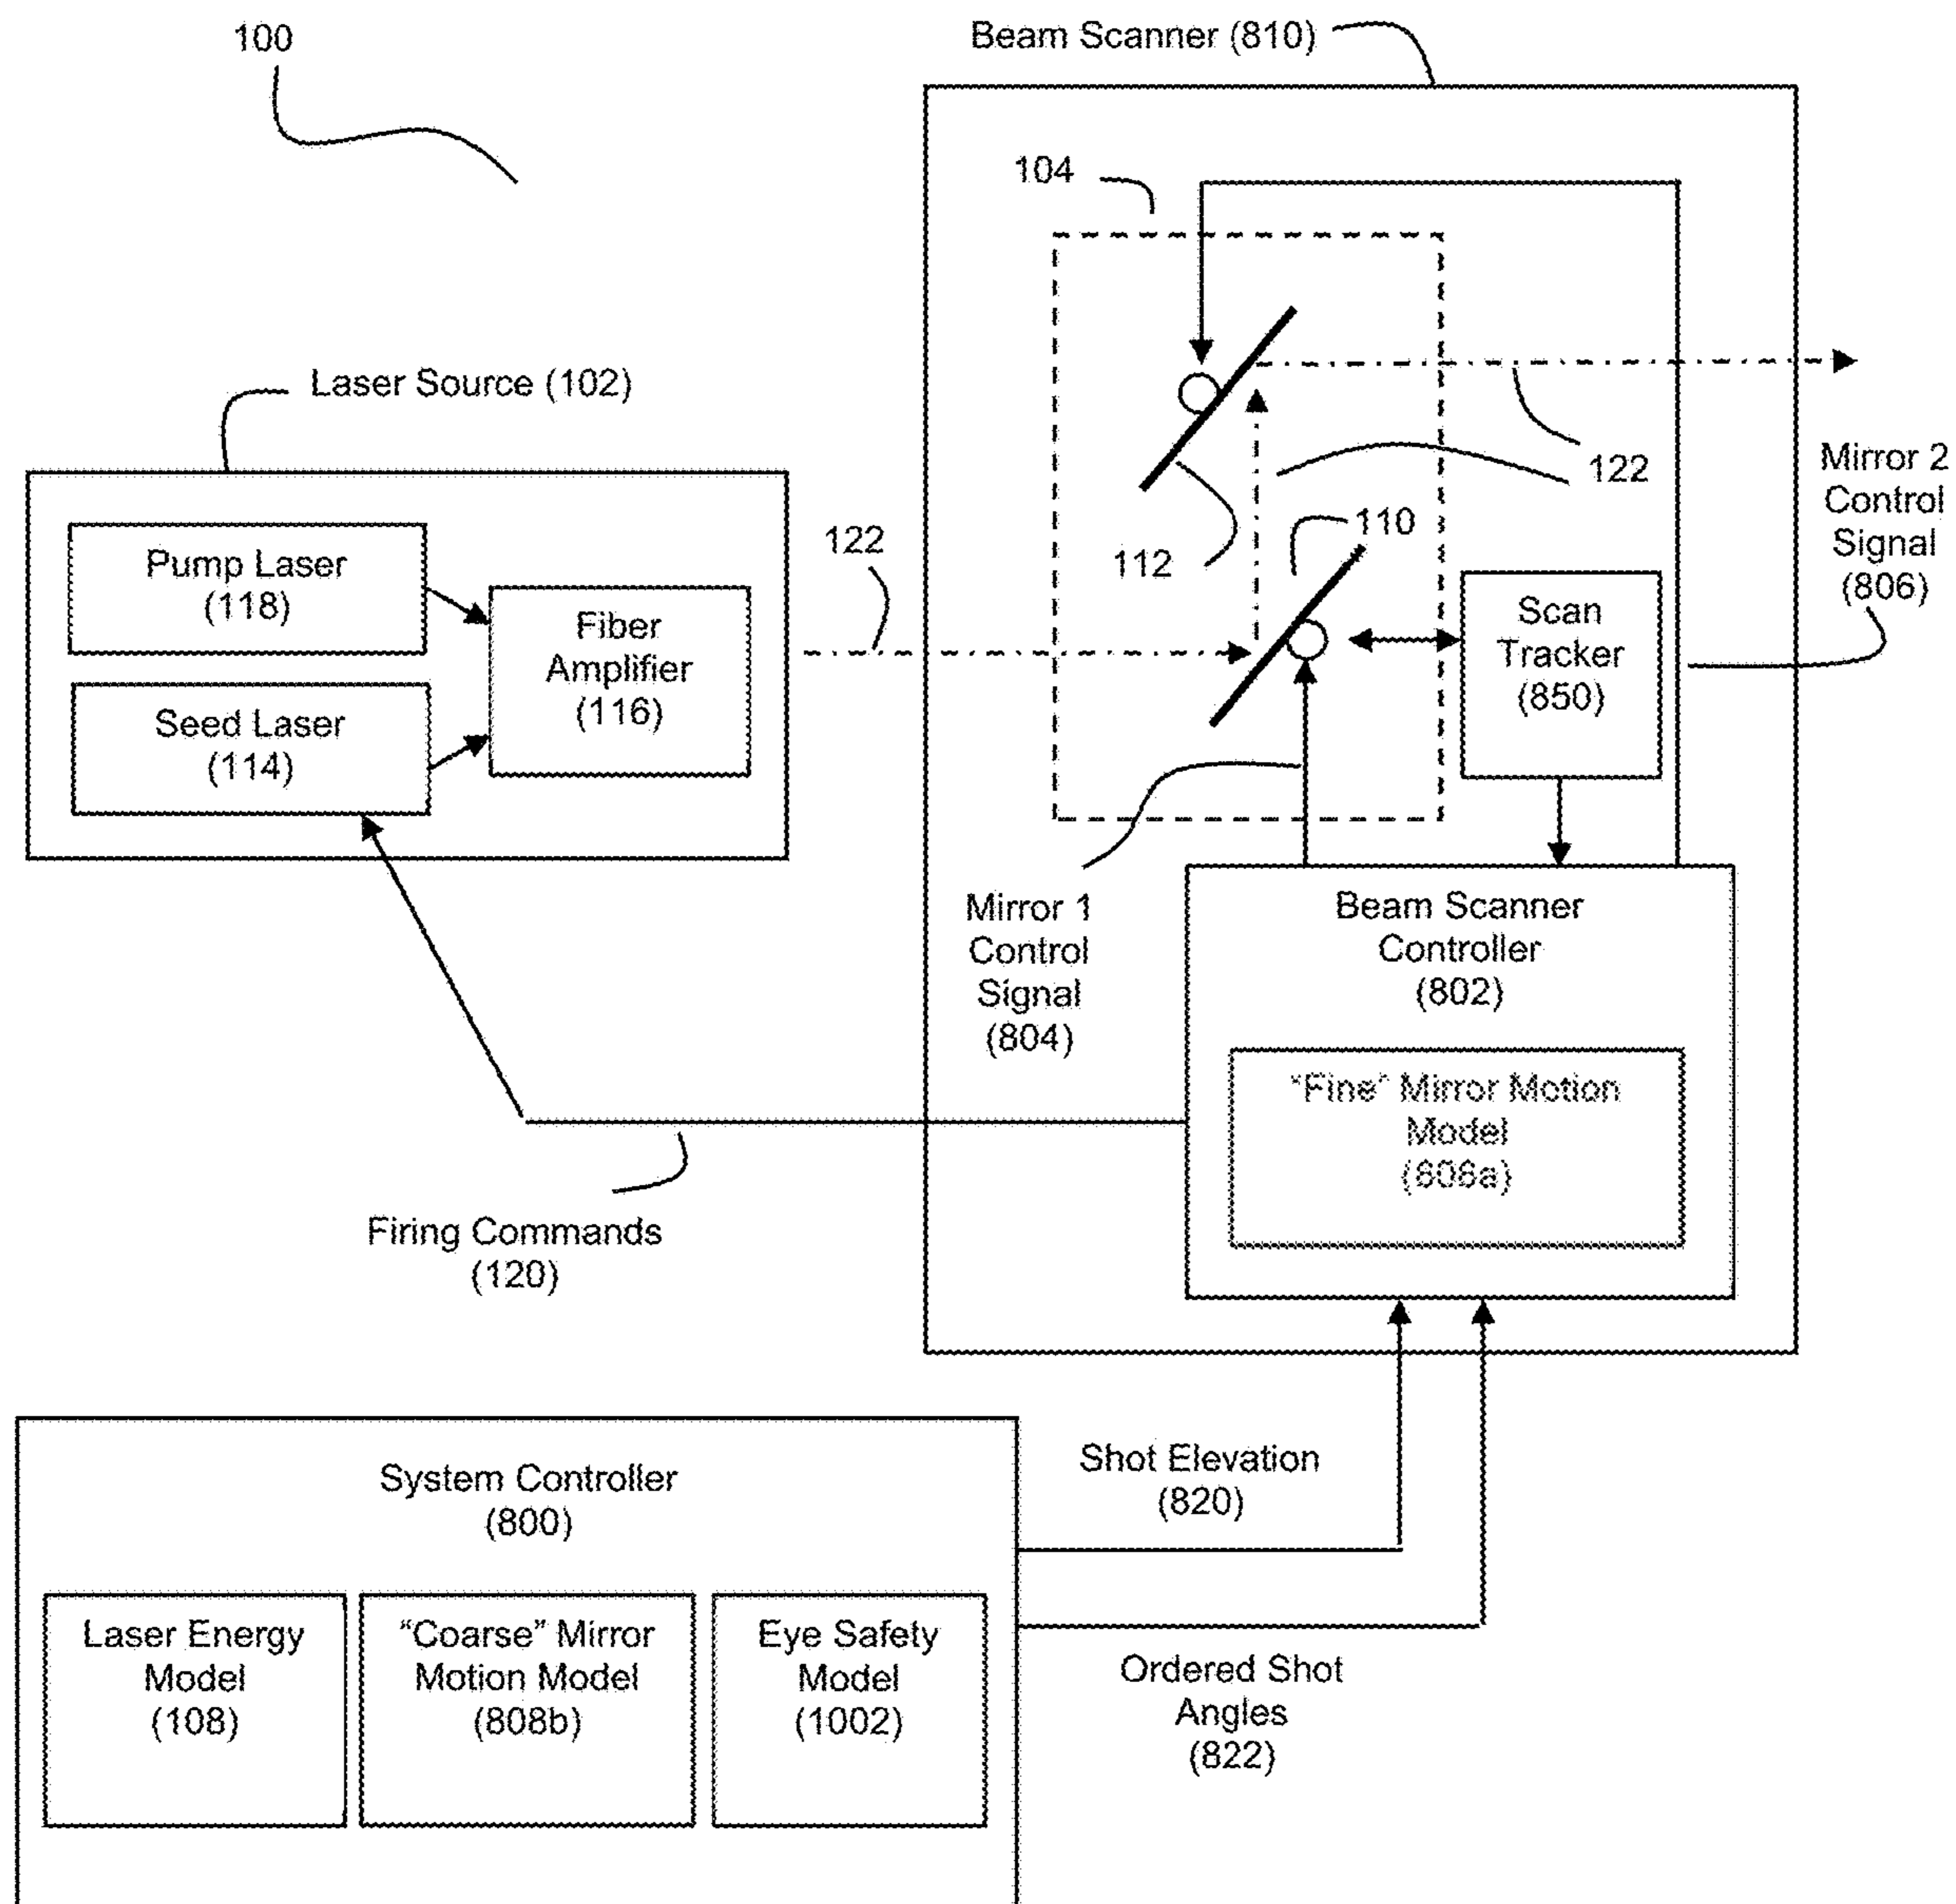 100
Beam Scanner (810)
104
Laser Source (102)
Pump Laser
(118)
Seed Laser
(114)
Fiber
Amplifier
(116)
122
112
110
122
Mirror 2
Control
Signal
(806)
Scan
Tracker
(850)
Mirror 1
Control
Signal
(804)
Beam Scanner
Controller
(802)
"Fine" Mirror Motion
Model
(808a)
Firing Commands
(120)
System Controller
(800)
Shot Elevation
(820)
Laser Energy
Model
(108)
“Coarse” Mirror
Motion Model
(808b)
Eye Safety
Model
(1002)
Ordered Shot
Angles
(822)